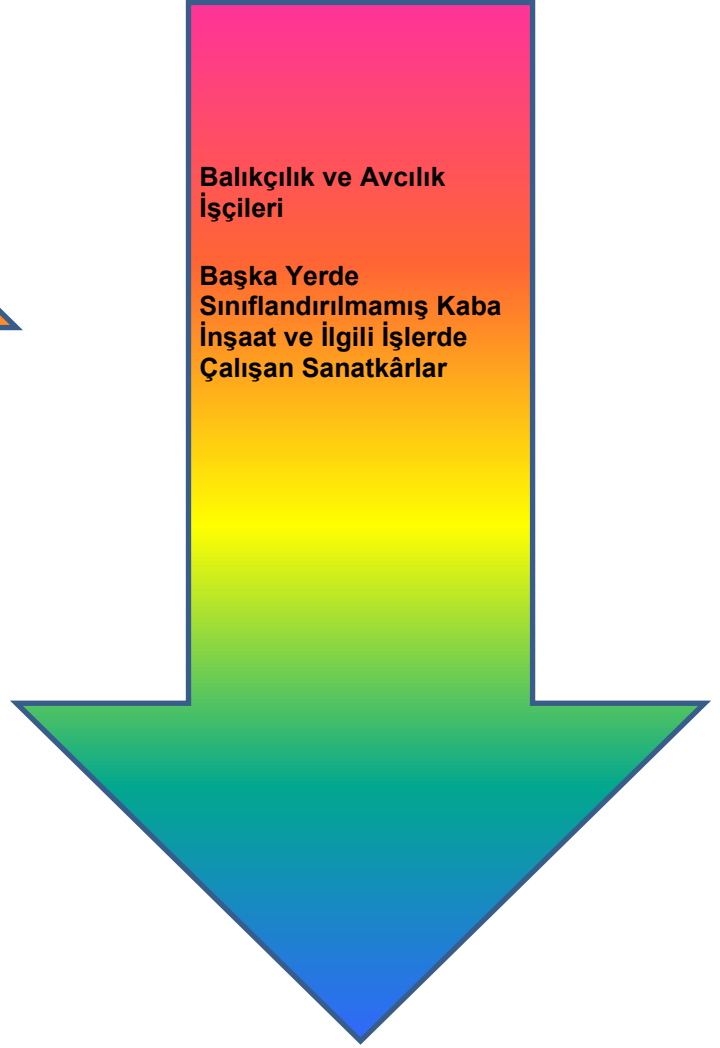 Balıkçılık ve Avcılık
İşçileri
Başka Yerde
Sınıflandırılmamış Kaba
İnşaat ve İlgili İşlerde
Çalışan Sanatkârlar